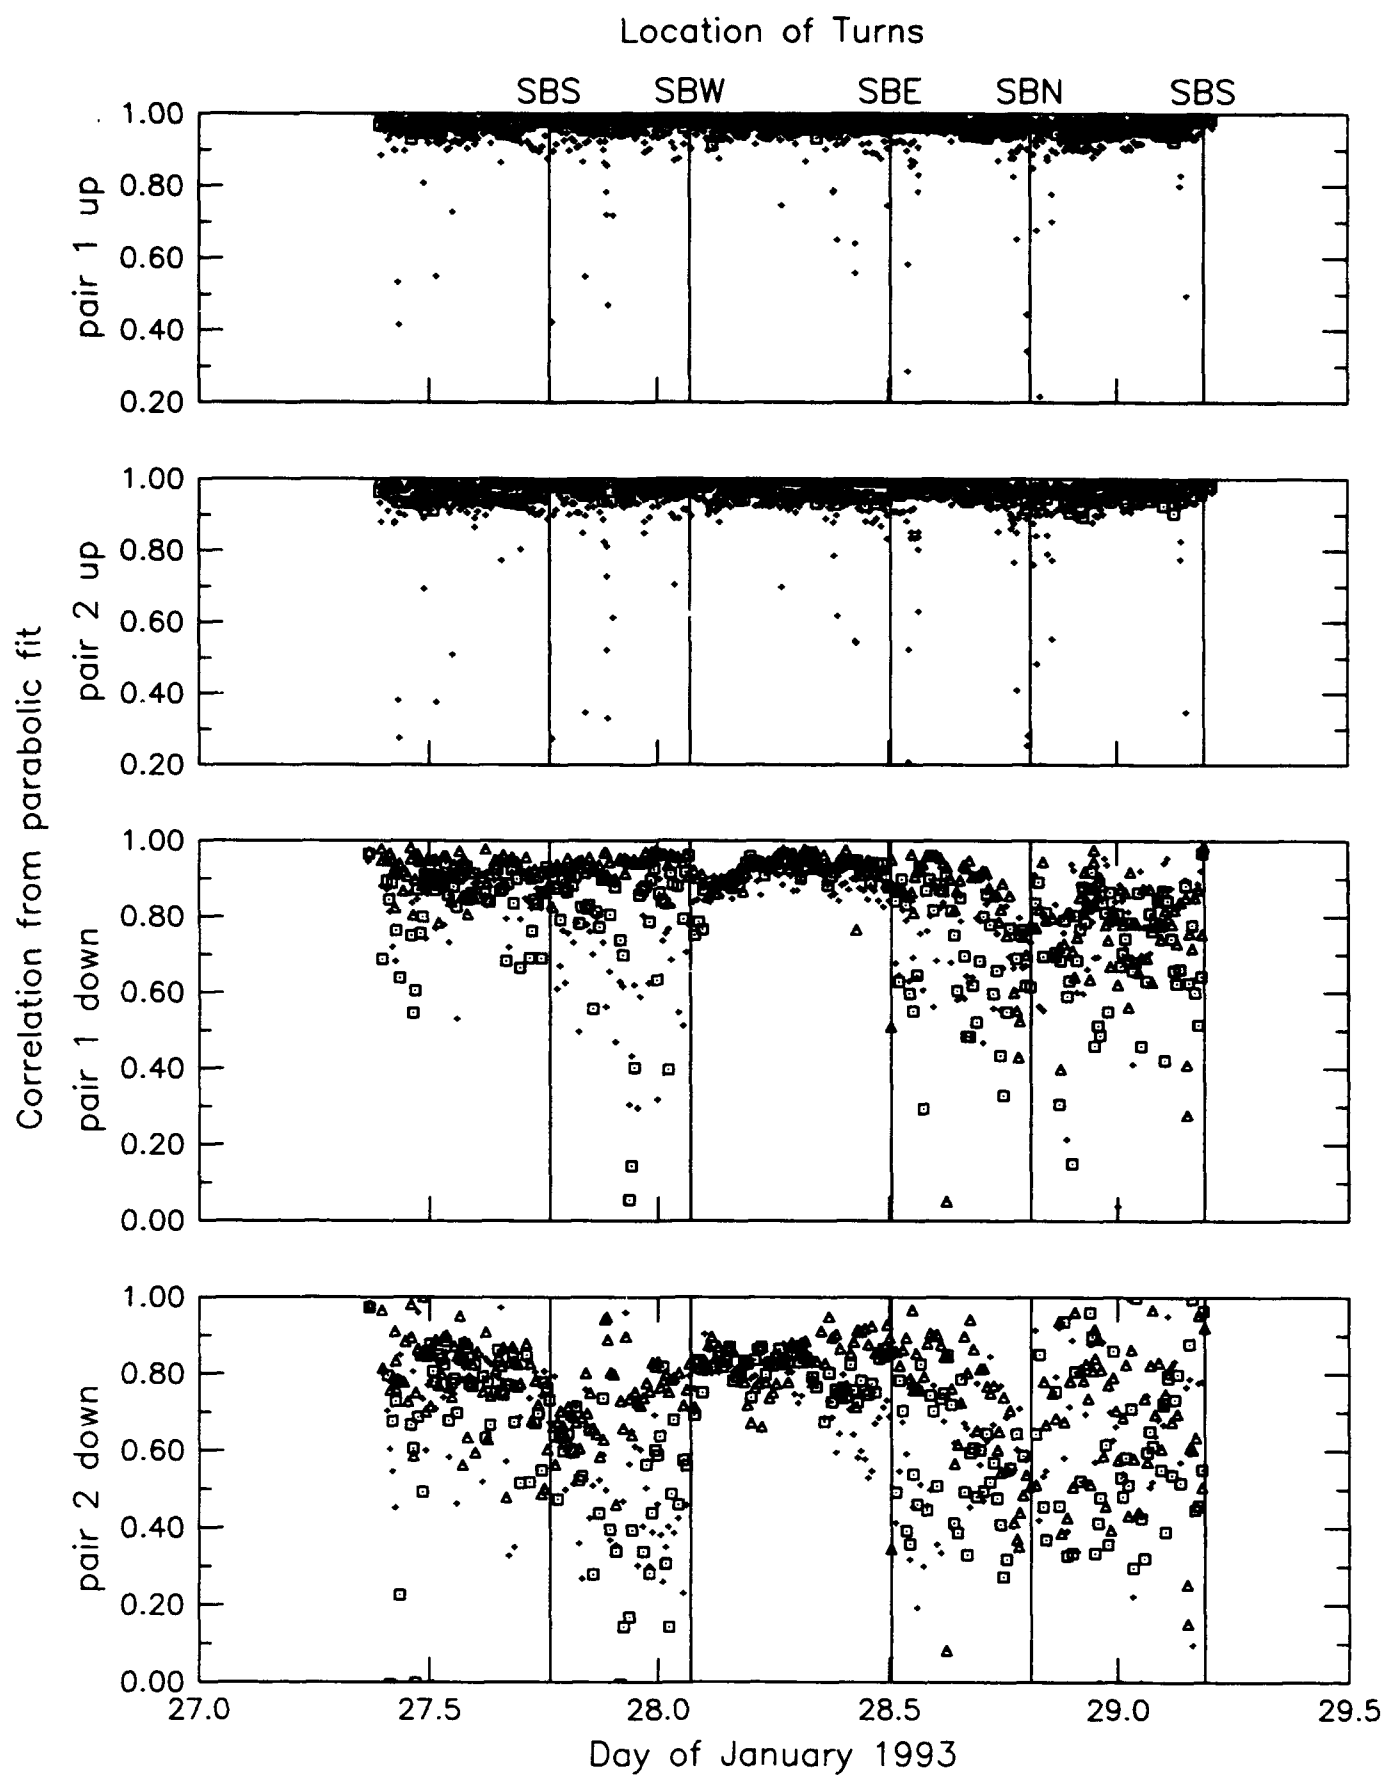 Location of Turns
SBS SBW SBE SBN SBS
Correlation from parabolic fit
pair 1 up
1.00
0.80
0.60
0.40
0.20
pair 2 up
1.00
0.80
0.60
0.40
0.20
pair 1 down
1.00
0.80
0.60
0.40
0.20
0.00
pair 2 down
1.00
0.80
0.60
0.40
0.20
0.00
27.0 27.5 28.0 28.5 29.0 29.5
Day of January 1993